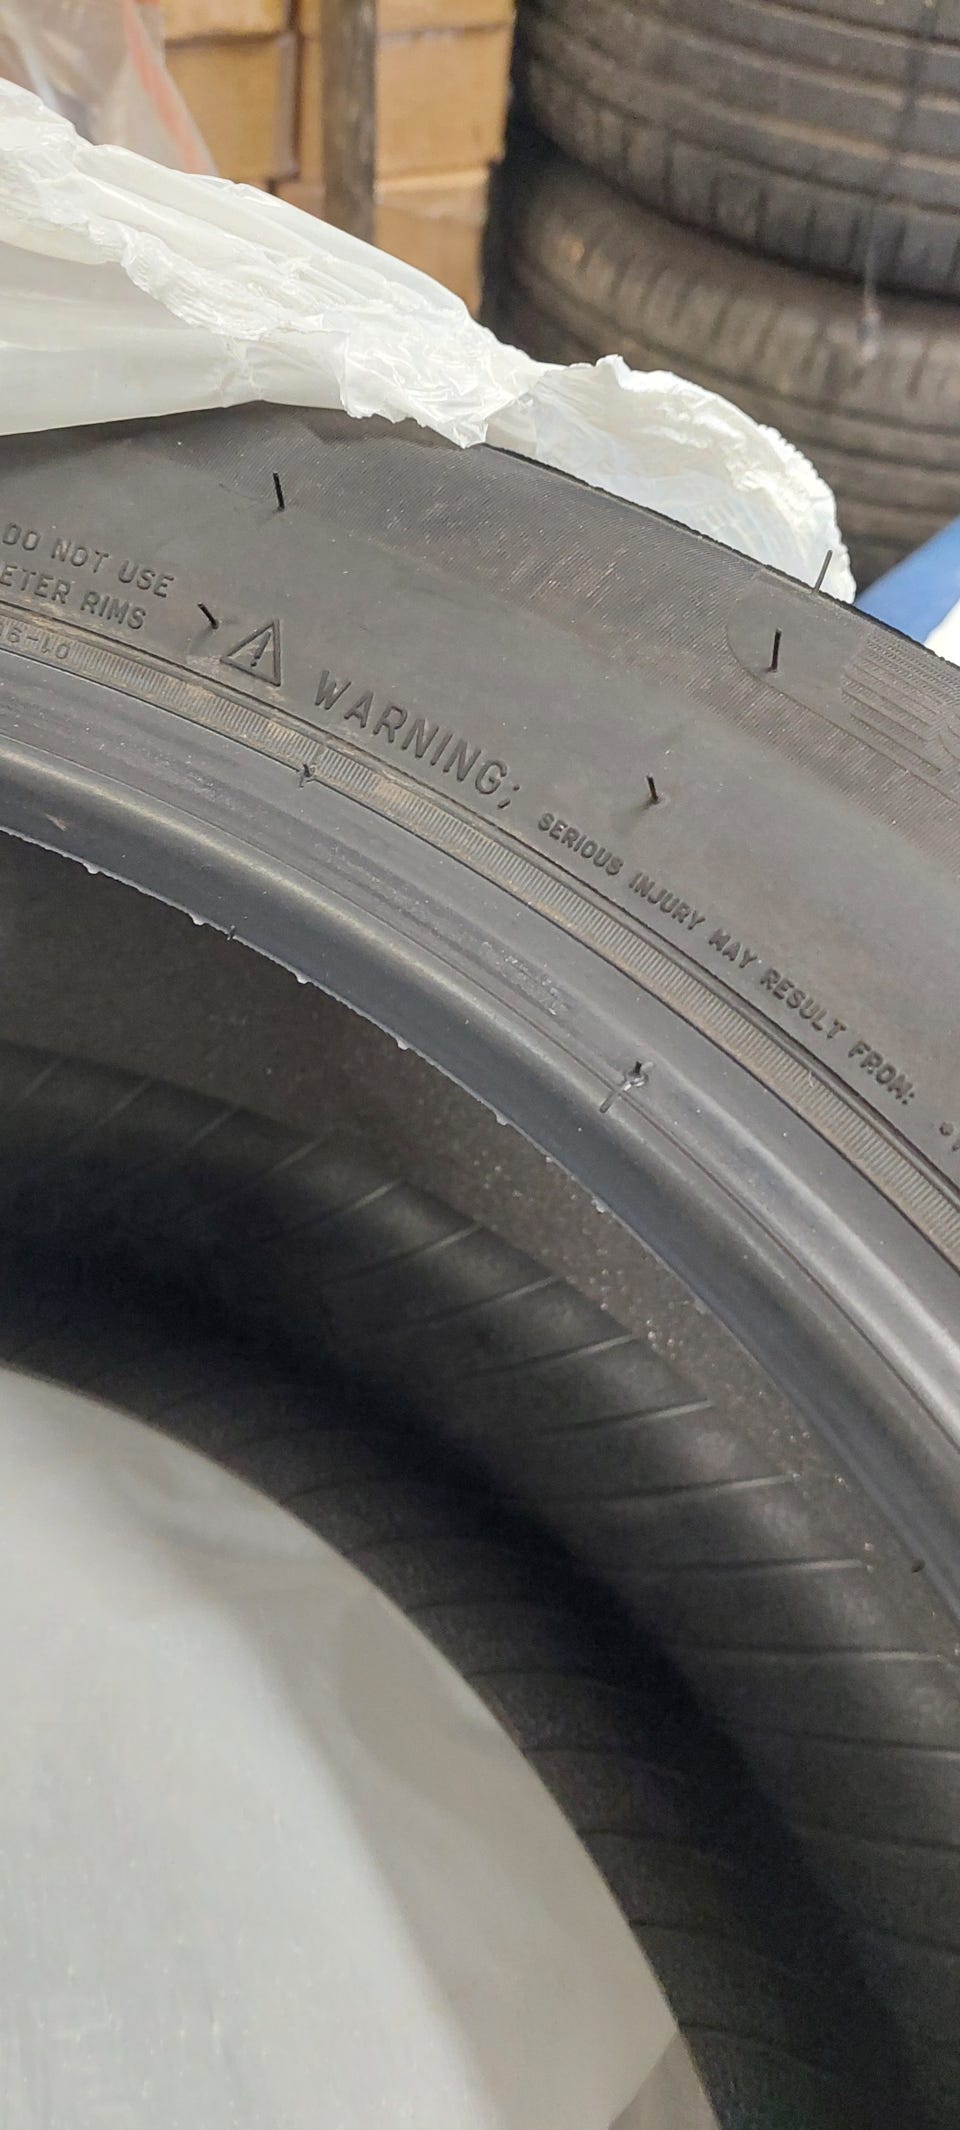 DO NOT USE
ETER RIMS
⚠ WARNING;
SERIOUS INJURY MAY RESULT FROM: